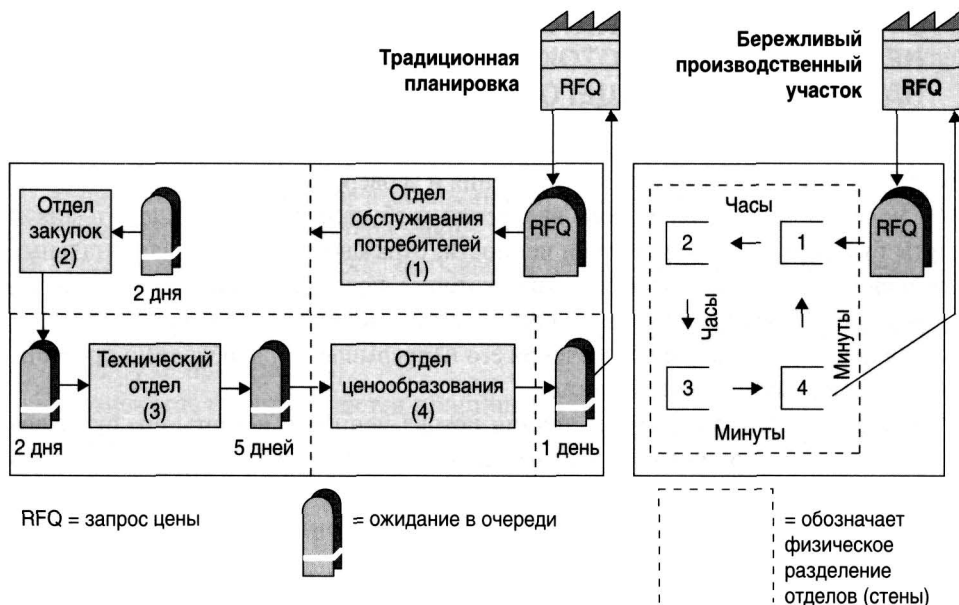 Традиционная
планировка
RFQ
Бережливый
производственный
участок
RFQ
Отдел
закупок
(2)
2 дня
Отдел
обслуживания
потребителей
(1)
RFQ
2 дня
Технический
отдел
(3)
5 дней
Отдел
ценообразования
(4)
1 день
Часы
2
1
RFQ
Часы
Минуты
3
4
Минуты
RFQ = запрос цены
= ожидание в очереди
= обозначает
физическое
разделение
отделов (стены)